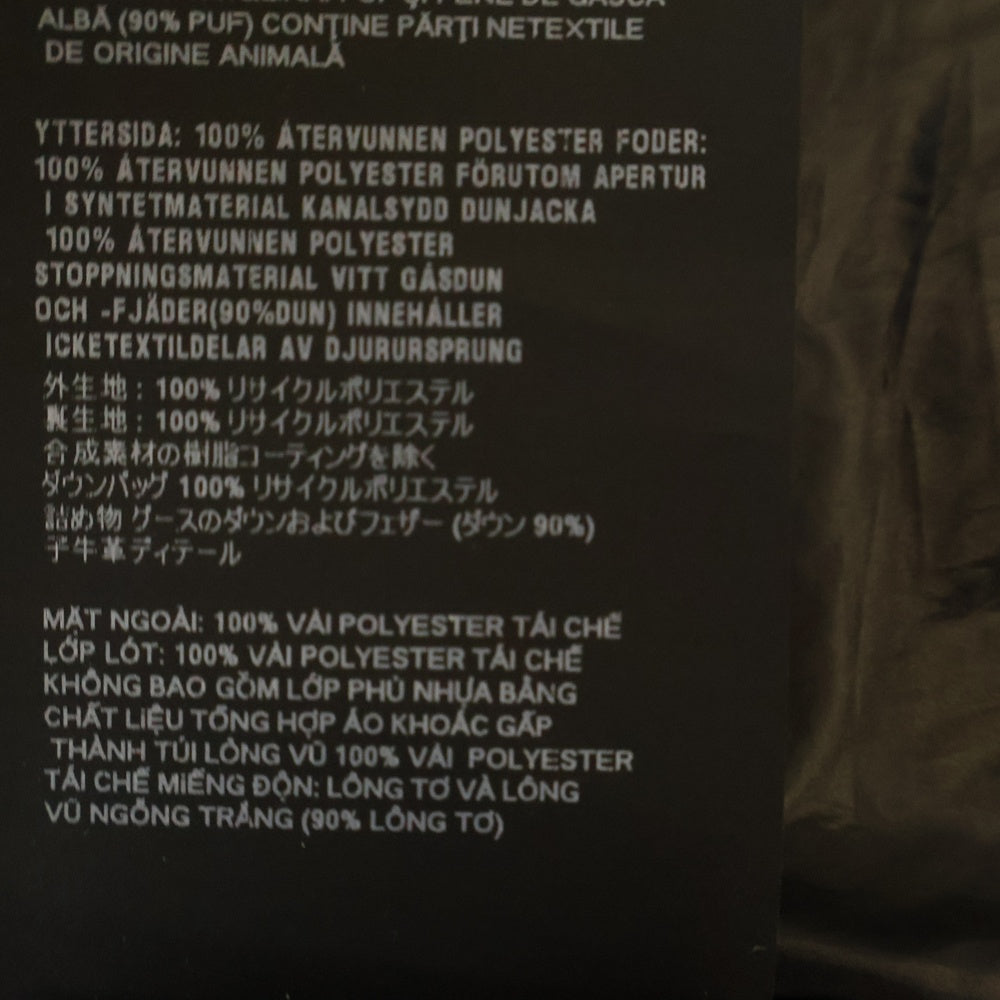 DE GÂSCĂ
ALBĂ (90% PUF) CONȚINE PĂRȚI NETEXTILE
DE ORIGINE ANIMALĂ
YTTERSIDA: 100% ÅTERVUNNEN POLYESTER FODER:
100% ÅTERVUNNEN POLYESTER FÖRUTOM APERTUR
I SYNTETMATERIAL KANALSYDD DUNJACKA
100% ÅTERVUNNEN POLYESTER
STOPPNINGSMATERIAL VITT GÅSDUN
OCH -FJÄDER(90%DUN) INNEHÅLLER
ICKETEXTILDELAR AV DJURURSPRUNG
外生地：100% リサイクルポリエステル
裏生地：100% リサイクルポリエステル
合成素材の樹脂コーティングを除く
ダウンパッグ 100% リサイクルポリエステル
詰め物 グースのダウンおよびフェザー (ダウン 90%)
子牛革ディテール
MẶT NGOÀI: 100% VẢI POLYESTER TÁI CHẾ
LỚP LÓT: 100% VẢI POLYESTER TÁI CHẾ
KHÔNG BAO GỒM LỚP PHỦ NHỰA BẰNG
CHẤT LIỆU TỔNG HỢP ÁO KHOÁC GẤP
THÀNH TÚI LÔNG VŨ 100% VẢI POLYESTER
TÁI CHẾ MIẾNG ĐỘN: LÔNG TƠ VÀ LÔNG
VŨ NGỖNG TRẮNG (90% LÔNG TƠ)